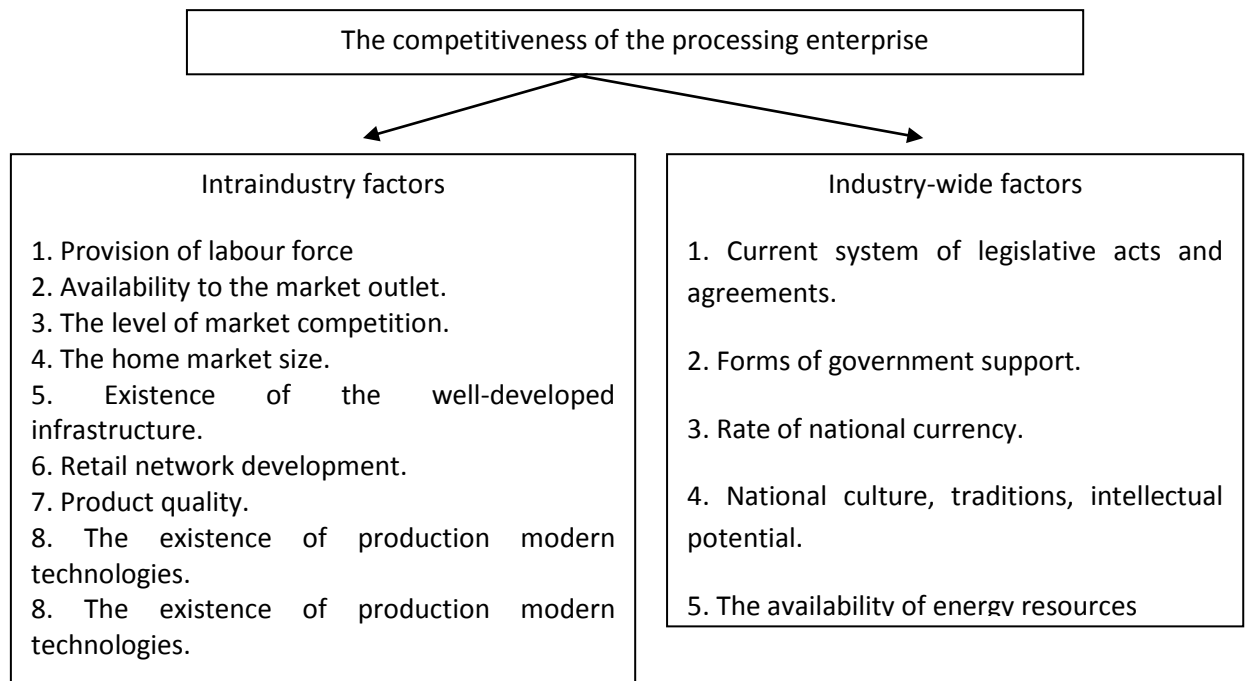 The competitiveness of the processing enterprise
Intraindustry factors
1. Provision of labour force
2. Availability to the market outlet.
3. The level of market competition.
4. The home market size.
5. Existence of the well-developed
infrastructure.
6. Retail network development.
7. Product quality.
8. The existence of production modern
technologies.
8. The existence of production modern
technologies.
Industry-wide factors
1. Current system of legislative acts and
agreements.
2. Forms of government support.
3. Rate of national currency.
4. National culture, traditions, intellectual
potential.
5. The availability of energy resources